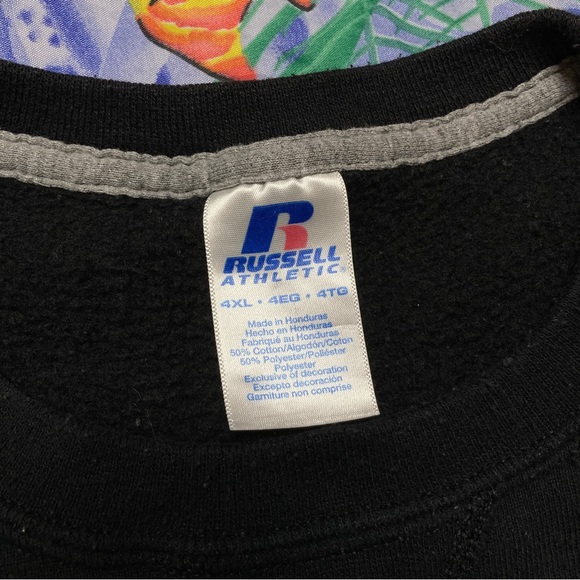 R
RUSSELL
ATHLETIC®
4XL • 4EG • 4TG
Made in Honduras
Hecho en Honduras
Fabriqué au Honduras
50% Cotton/Algodón/Coton
50% Polyester/Poliéster
Polyester
Exclusive of decoration
Excepto decoración
Garniture non comprise